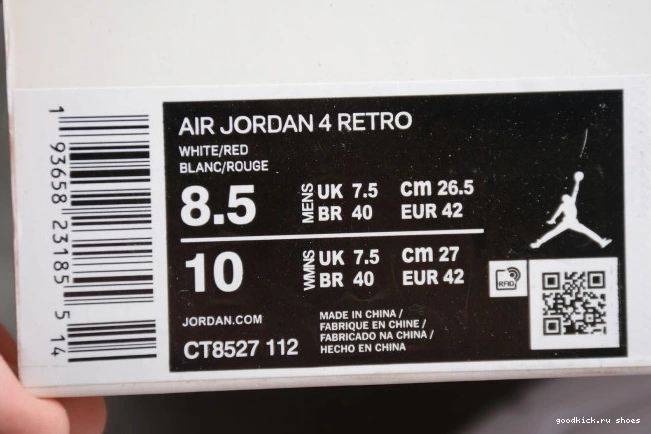 AIR JORDAN 4 RETRO
WHITE/RED
BLANC/ROUGE
8.5 MENS UK 7.5 cm 26.5
BR 40 EUR 42
10 WMNS UK 7.5 cm 27
BR 40 EUR 42
RFID
JORDAN.COM
CT8527 112
MADE IN CHINA /
FABRIQUE EN CHINE /
FABRICADO NA CHINA /
HECHO EN CHINA
1 93658 23185 5 14
goodkick.ru shoes